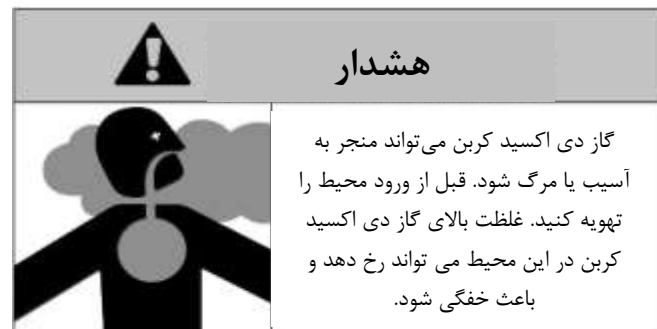 هشدار
گاز دی اکسید کربن می‌تواند منجر به
آسیب یا مرگ شود. قبل از ورود محیط را
تهویه کنید. غلظت بالای گاز دی اکسید
کربن در این محیط می تواند رخ دهد و
باعث خفگی شود.